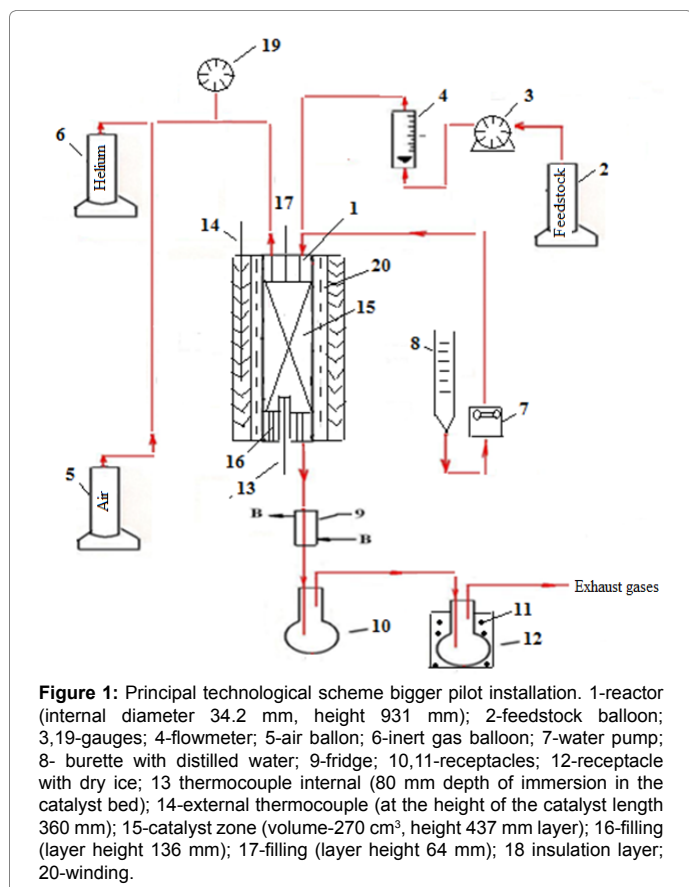 19
4
3
6
Helium
2
Feedstock
17
1
14
20
15
8
7
16
13
5
Air
B
9
B
Exhaust gases
10
11
12
Figure 1: Principal technological scheme bigger pilot installation. 1-reactor
(internal diameter 34.2 mm, height 931 mm); 2-feedstock balloon;
3,19-gauges; 4-flowmeter; 5-air ballon; 6-inert gas balloon; 7-water pump;
8- burette with distilled water; 9-fridge; 10,11-receptacles; 12-receptacle
with dry ice; 13 thermocouple internal (80 mm depth of immersion in the
catalyst bed); 14-external thermocouple (at the height of the catalyst length
360 mm); 15-catalyst zone (volume-270 cm³, height 437 mm layer); 16-filling
(layer height 136 mm); 17-filling (layer height 64 mm); 18 insulation layer;
20-winding.